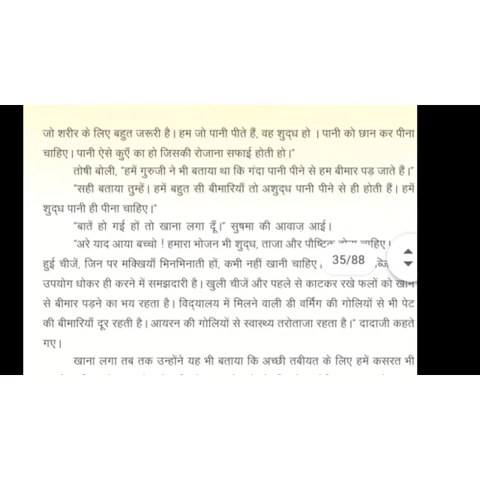 जो शरीर के लिए बहुत जरूरी है। हम जो पानी पीते हैं, वह शुद्ध हो । पानी को छान कर पीना
चाहिए। पानी ऐसे कुएँ का हो जिसकी रोजाना सफाई होती हो।"
तोषी बोली, "हमें गुरुजी ने भी बताया था कि गंदा पानी पीने से हम बीमार पड़ जाते हैं।"
"सही बताया तुम्हें। हमें बहुत सी बीमारियाँ तो अशुद्ध पानी पीने से ही होती हैं। हमें
शुद्ध पानी ही पीना चाहिए।"
"बातें हो गई हों तो खाना लगा दूँ।" सुषमा की आवाज़ आई।
"अरे याद आया बच्चो ! हमारा भोजन भी शुद्ध, ताजा और पौष्टिक
हुई चीजें, जिन पर मक्खियाँ भिनभिनाती हों, कभी नहीं खानी चाहिए।
35/88
उपयोग धोकर ही करने में समझदारी है। खुली चीजें और पहले से काटकर रखे फलों को खाने
से बीमार पड़ने का भय रहता है। विद्यालय में मिलने वाली डी वर्मिंग की गोलियों से भी पेट
की बीमारियाँ दूर रहती है। आयरन की गोलियों से स्वास्थ्य तरोताजा रहता है।" दादाजी कहते
गए।
खाना लगा तब तक उन्होंने यह भी बताया कि अच्छी तबीयत के लिए हमें कसरत भी